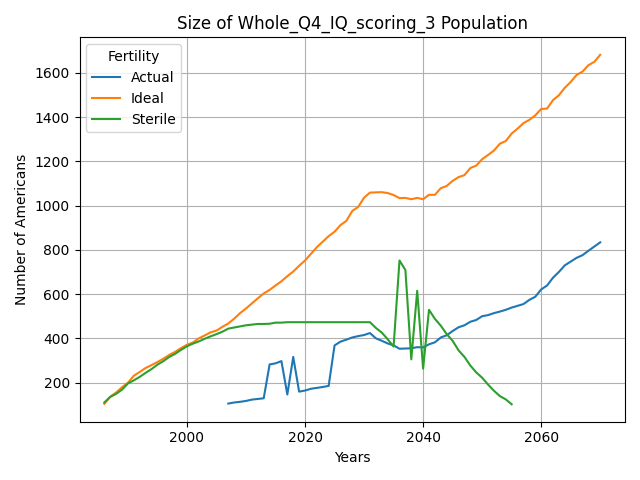 Size of Whole_Q4_IQ_scoring_3 Population
Fertility
Actual
Ideal
Sterile
Number of Americans
1600
1400
1200
1000
800
600
400
200
2000
2020
2040
2060
Years